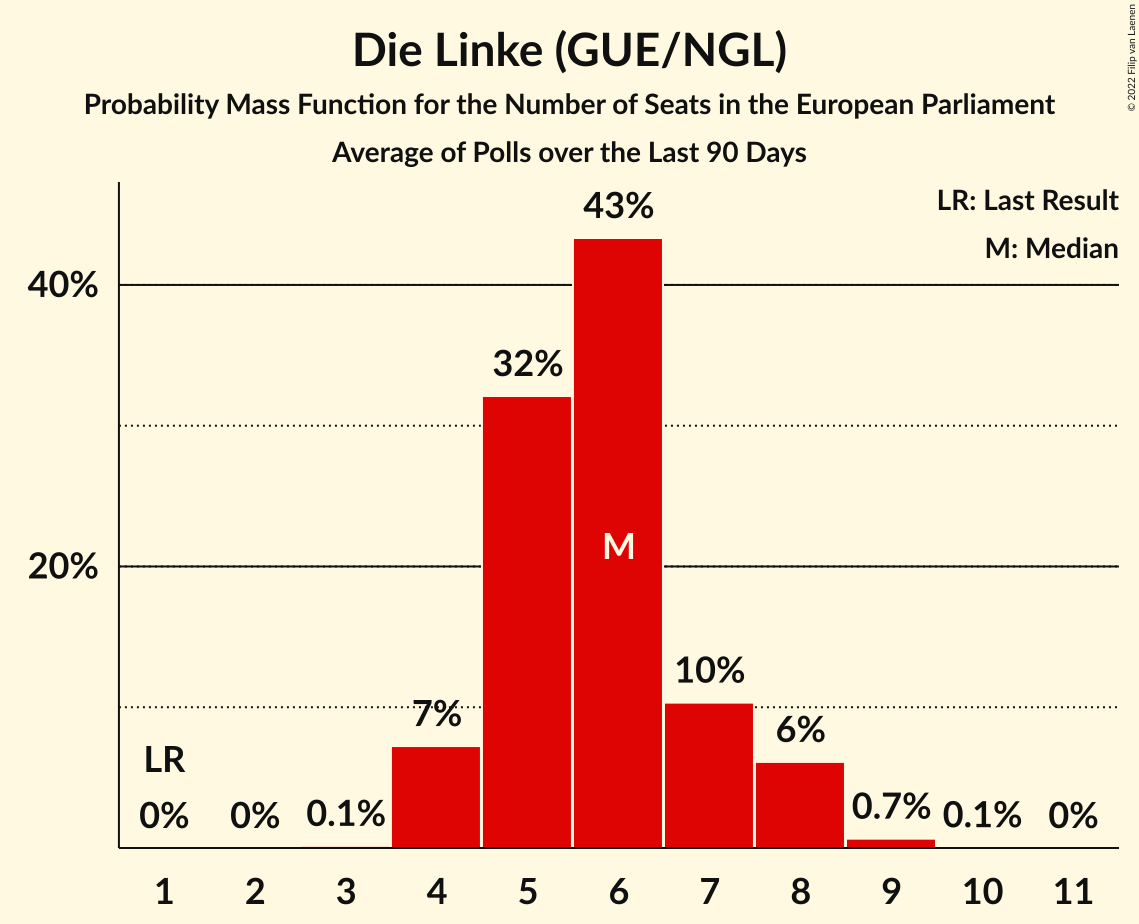 Die Linke (GUE/NGL)
Probability Mass Function for the Number of Seats in the European Parliament
Average of Polls over the Last 90 Days
© 2022 Filip van Laenen
LR: Last Result
M: Median
43%
40%
32%
M
20%
10%
7%
6%
LR
0% 0% 0.1% 0.7% 0.1% 0%
1 2 3 4 5 6 7 8 9 10 11